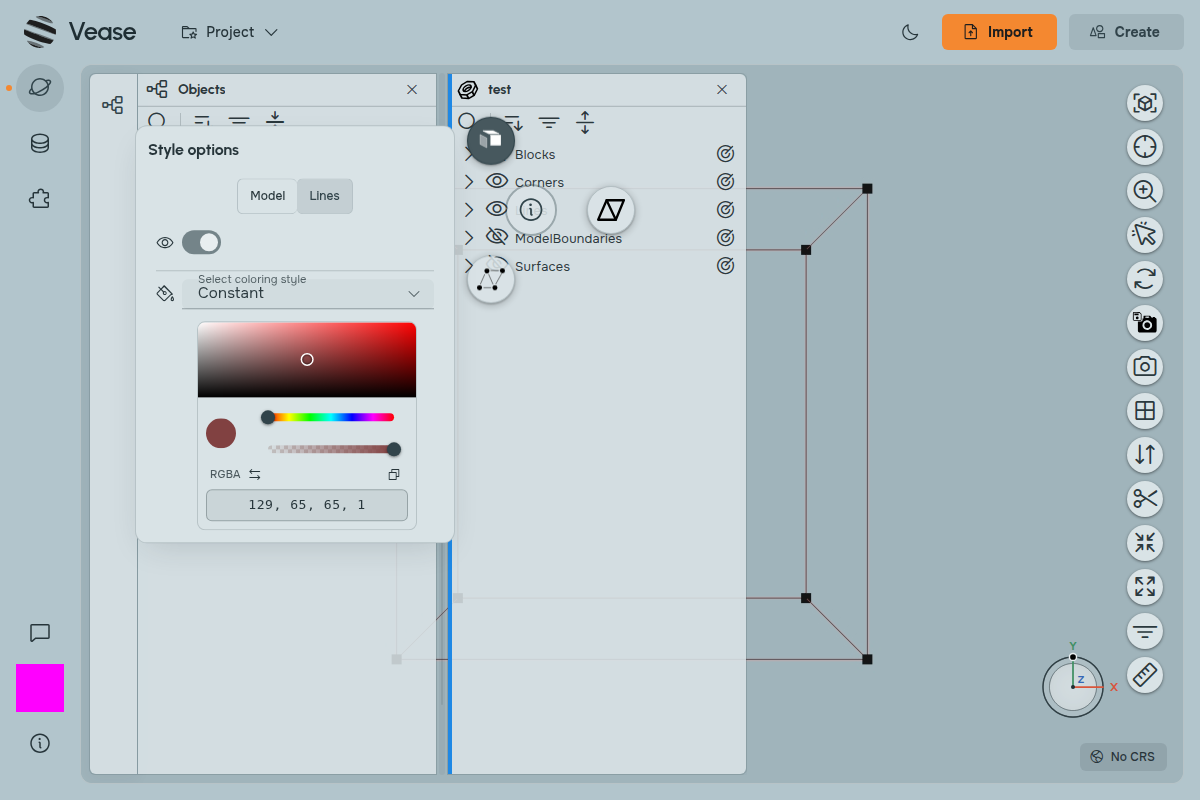 Vease
Project
Import
Create
Objects
test
Style options
Model
Lines
Blocks
Corners
ModelBoundaries
Surfaces
Select coloring style
Constant
RGBA
129, 65, 65, 1
Y
Z
X
No CRS